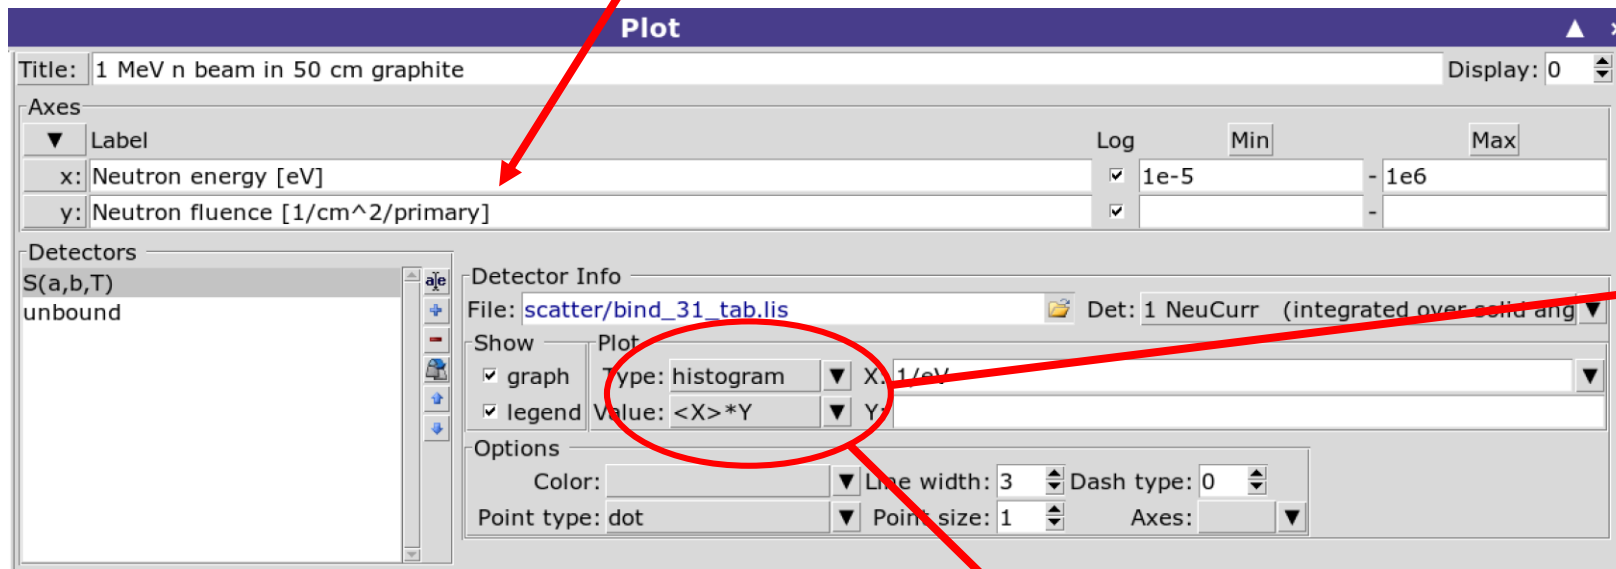 Plot
Title: 1 MeV n beam in 50 cm graphite Display: 0
Axes
Label Log Min Max
x: Neutron energy [eV] 1e-5 - 1e6
y: Neutron fluence [1/cm^2/primary] -
Detectors
S(a,b,T)
unbound
Detector Info
File: scatter/bind_31_tab.lis Det: 1 NeuCurr (integrated over solid ang
Show Plot
graph Type: histogram X: 1/eV
legend Value: <X>*Y Y:
Options
Color: Line width: 3 Dash type: 0
Point type: dot Point size: 1 Axes: